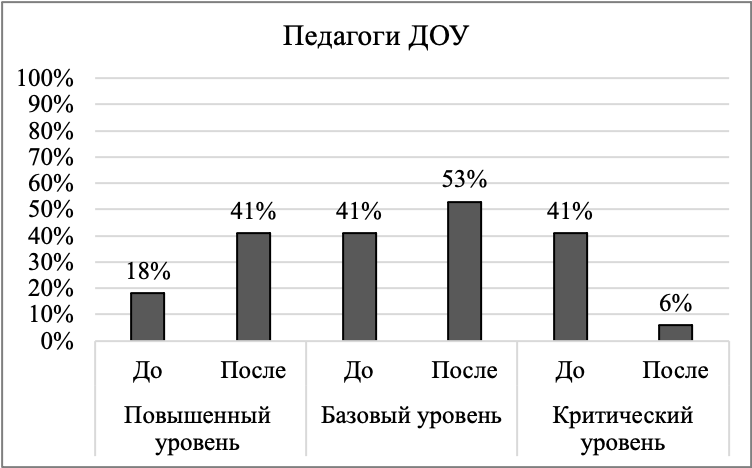 Педагоги ДОУ
100%
90%
80%
70%
60%
50%
40%
30%
20%
10%
0%
18%
41%
41%
53%
41%
6%
До
После
До
После
До
После
Повышенный
уровень
Базовый уровень
Критический
уровень